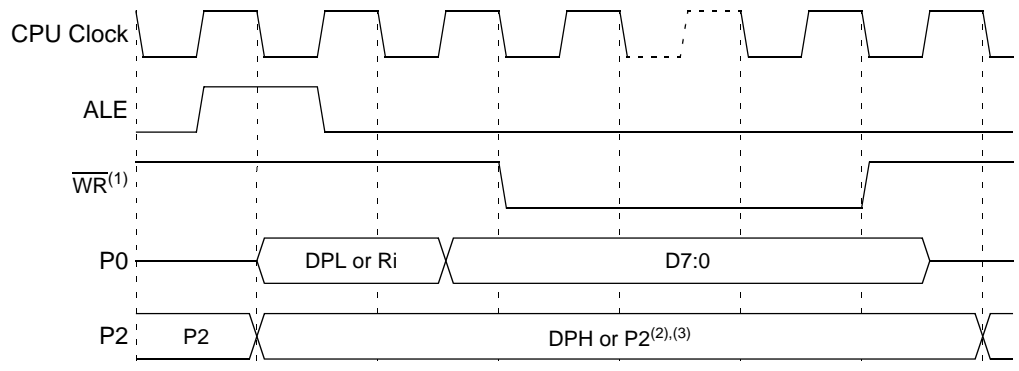 CPU Clock
ALE
WR(1)
P0 DPL or Ri D7:0
P2 P2 DPH or P2(2),(3)